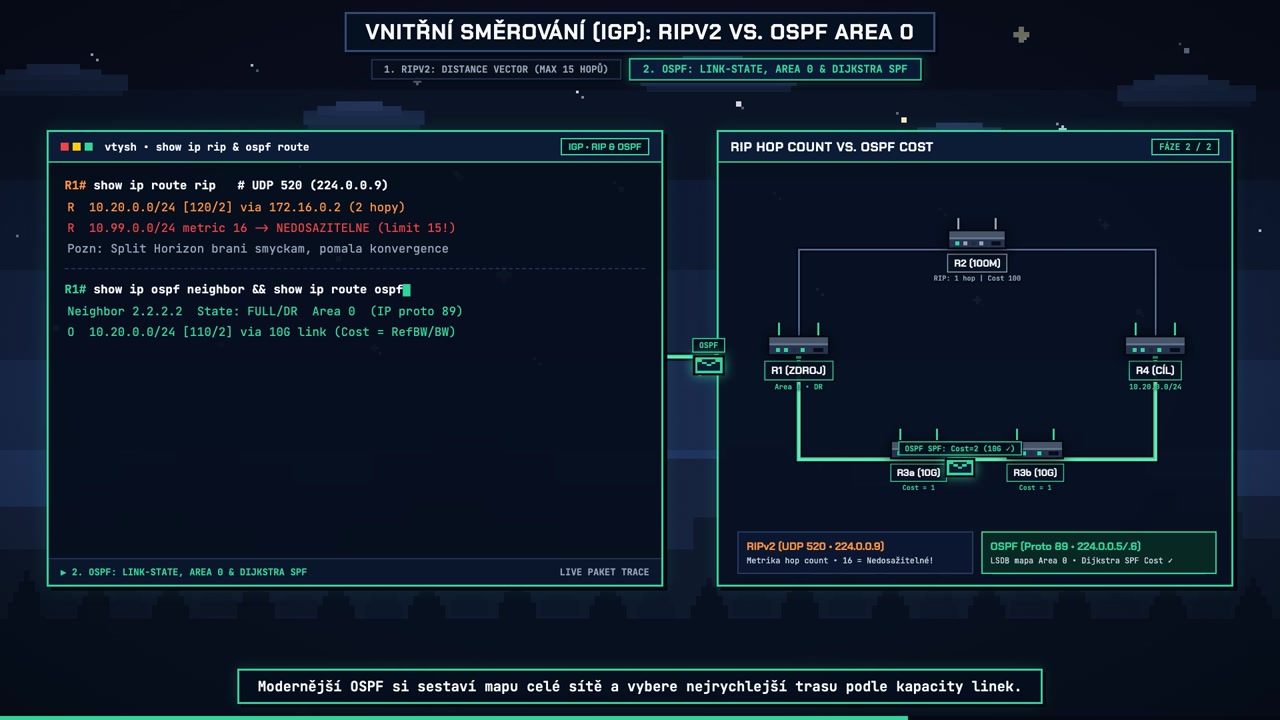 VNITŘNÍ SMĚROVÁNÍ (IGP): RIPV2 VS. OSPF AREA 0
1. RIPV2: DISTANCE VECTOR (MAX 15 HOPŮ)
2. OSPF: LINK-STATE, AREA 0 & DIJKSTRA SPF
vtysh • show ip rip & ospf route
IGP • RIP & OSPF
R1# show ip route rip   # UDP 520 (224.0.0.9)
R  10.20.0.0/24 [120/2] via 172.16.0.2 (2 hopy)
R  10.99.0.0/24 metric 16 —> NEDOSAZITELNE (limit 15!)
Pozn: Split Horizon brani smyckam, pomala konvergence
R1# show ip ospf neighbor && show ip route ospf
Neighbor 2.2.2.2  State: FULL/DR  Area 0  (IP proto 89)
O  10.20.0.0/24 [110/2] via 10G link (Cost = RefBW/BW)
▶ 2. OSPF: LINK-STATE, AREA 0 & DIJKSTRA SPF
LIVE PAKET TRACE
OSPF
RIP HOP COUNT VS. OSPF COST
FÁZE 2 / 2
R2 (100M)
RIP: 1 hop | Cost 100
R1 (ZDROJ)
Area • DR
R4 (CÍL)
10.20.0.0/24
OSPF SPF: Cost=2 (10G ✓)
R3a (10G)
Cost = 1
R3b (10G)
Cost = 1
RIPv2 (UDP 520 • 224.0.0.9)
Metrika hop count • 16 = Nedosažitelné!
OSPF (Proto 89 • 224.0.0.5/.6)
LSDB mapa Area 0 • Dijkstra SPF Cost ✓
Modernější OSPF si sestaví mapu celé sítě a vybere nejrychlejší trasu podle kapacity linek.